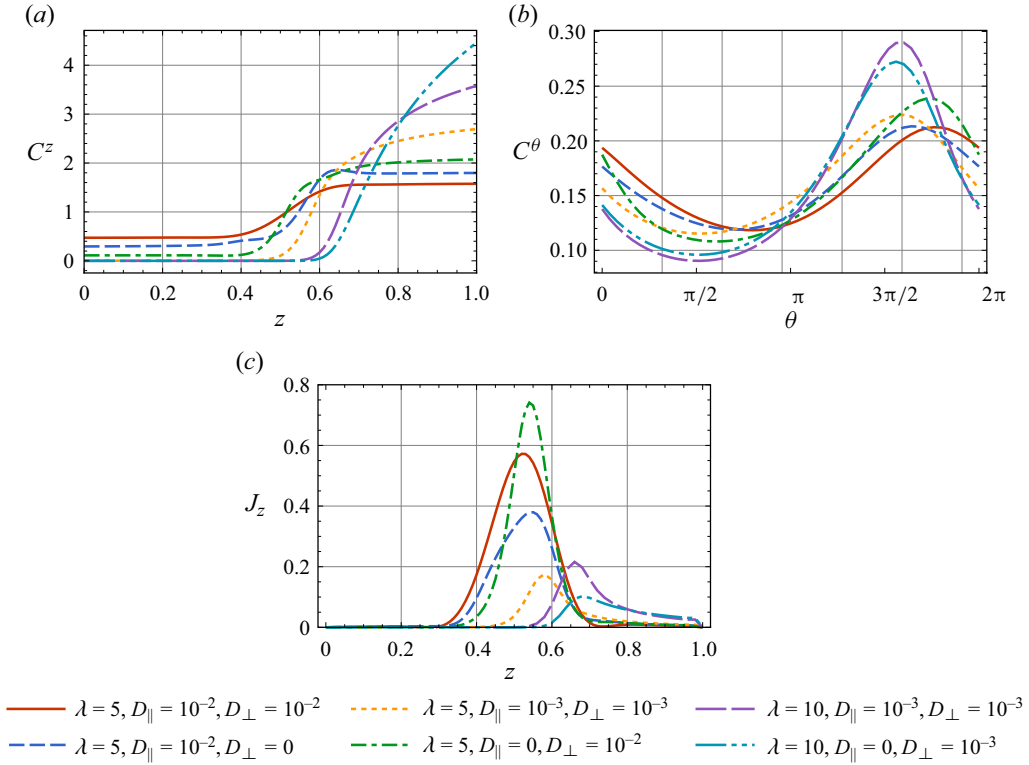 (a)
(b)
4
3
2
1
0
C^z
0
0.2
0.4
0.6
0.8
1.0
z
0.30
0.25
0.20
0.15
0.10
C^θ
0
π/2
π
3π/2
2π
θ
(c)
0.8
0.6
0.4
0.2
0
J_z
0
0.2
0.4
0.6
0.8
1.0
z
λ = 5, D_∥ = 10^−2, D_⊥ = 10^−2
λ = 5, D_∥ = 10^−3, D_⊥ = 10^−3
λ = 10, D_∥ = 10^−3, D_⊥ = 10^−3
λ = 5, D_∥ = 10^−2, D_⊥ = 0
λ = 5, D_∥ = 0, D_⊥ = 10^−2
λ = 10, D_∥ = 0, D_⊥ = 10^−3